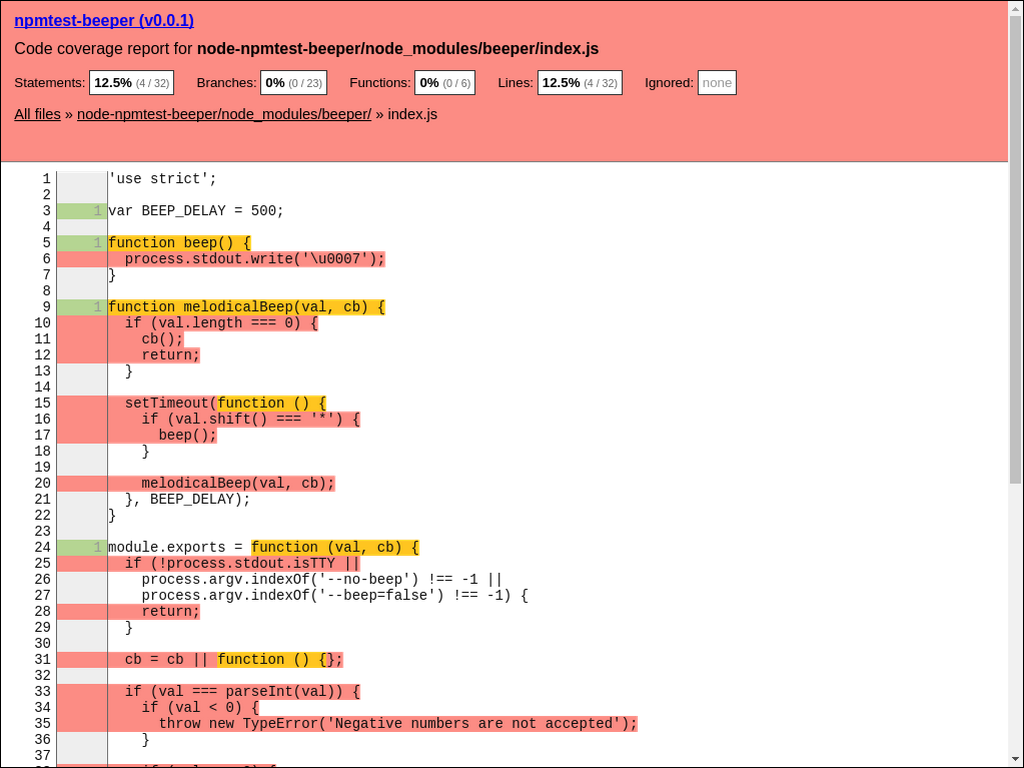 npmtest-beeper (v0.0.1)
Code coverage report for node-npmtest-beeper/node_modules/beeper/index.js
Statements: 12.5% (4 / 32) Branches: 0% (0 / 23) Functions: 0% (0 / 6) Lines: 12.5% (4 / 32) Ignored: none
All files » node-npmtest-beeper/node_modules/beeper/ » index.js
1 'use strict';
2
3 1 var BEEP_DELAY = 500;
4
5 1 function beep() {
6   process.stdout.write('\u0007');
7 }
8
9 1 function melodicalBeep(val, cb) {
10   if (val.length === 0) {
11     cb();
12     return;
13   }
14
15   setTimeout(function () {
16     if (val.shift() === '*') {
17       beep();
18     }
19
20     melodicalBeep(val, cb);
21   }, BEEP_DELAY);
22 }
23
24 1 module.exports = function (val, cb) {
25   if (!process.stdout.isTTY ||
26     process.argv.indexOf('--no-beep') !== -1 ||
27     process.argv.indexOf('--beep=false') !== -1) {
28     return;
29   }
30
31   cb = cb || function () {};
32
33   if (val === parseInt(val)) {
34     if (val < 0) {
35       throw new TypeError('Negative numbers are not accepted');
36     }
37